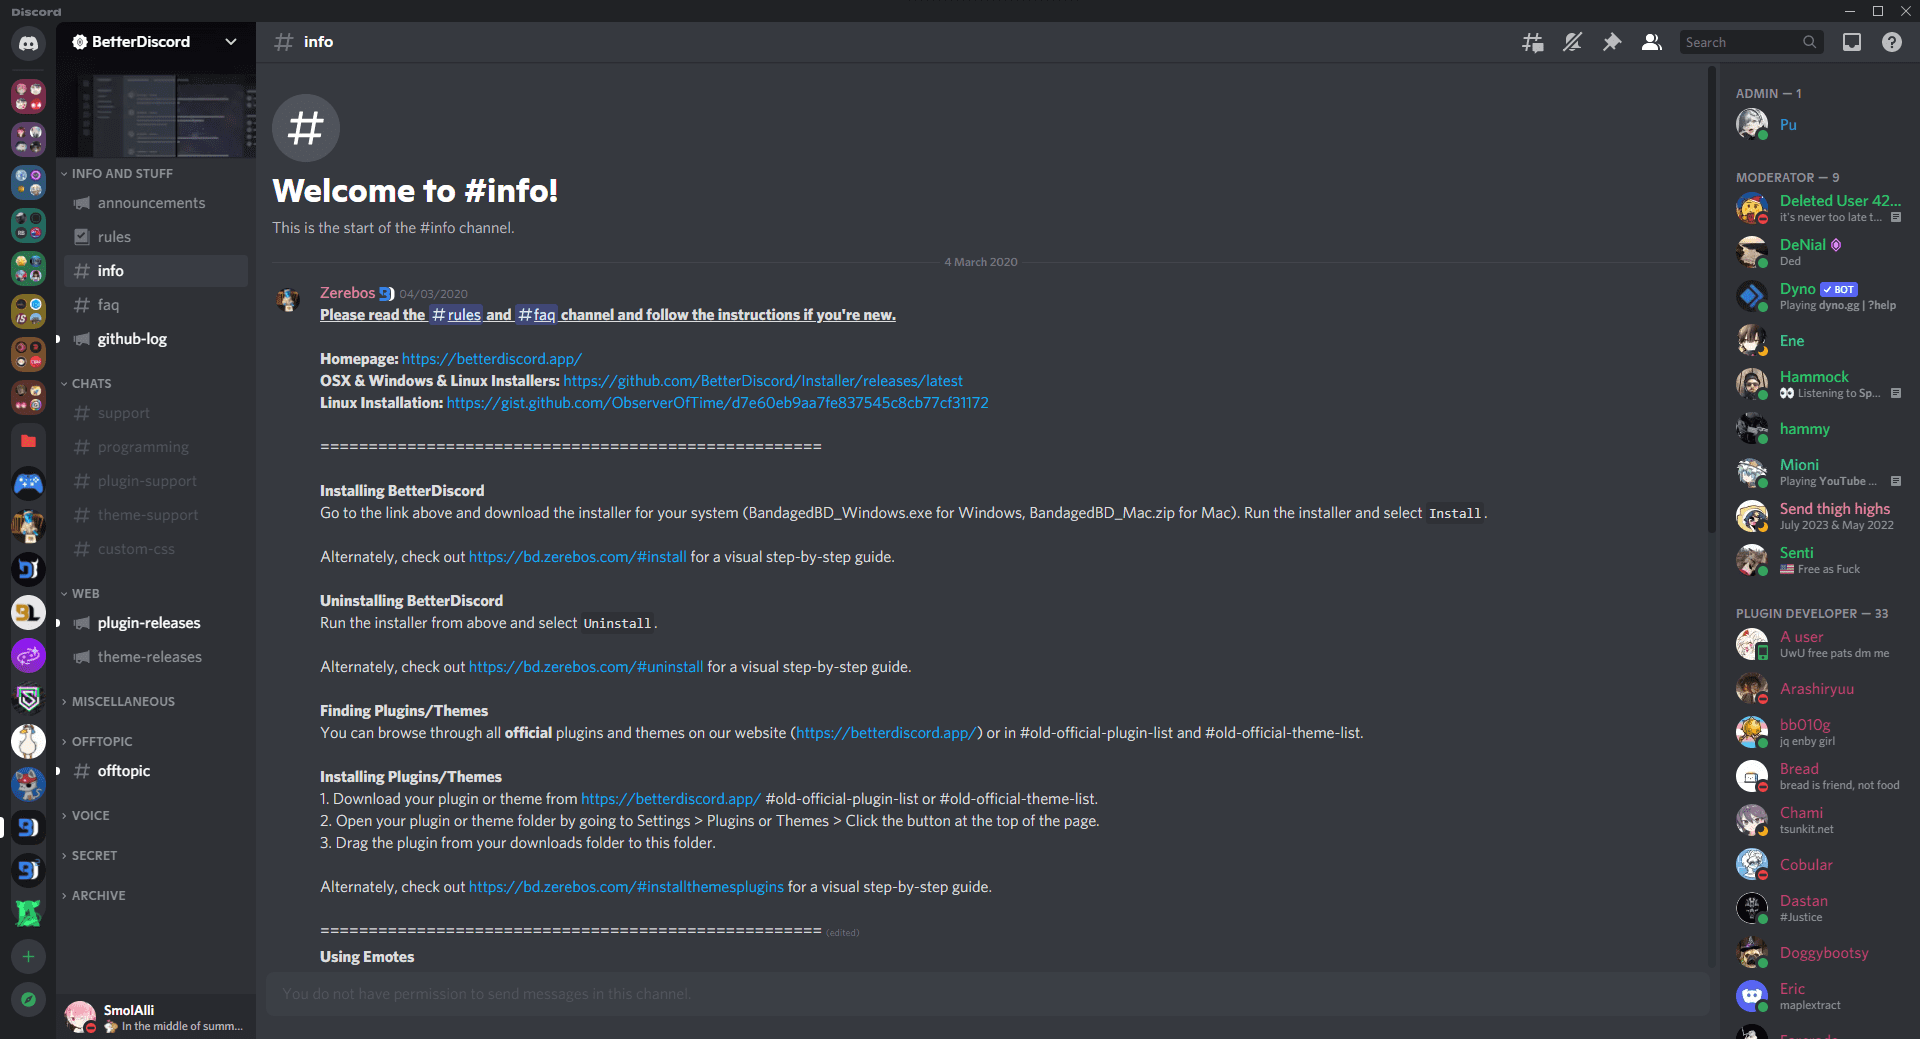 Discord
BetterDiscord
INFO AND STUFF
announcements
rules
info
faq
github-log
CHATS
support
programming
plugin-support
theme-support
custom-css
WEB
plugin-releases
theme-releases
MISCELLANEOUS
OFFTOPIC
offtopic
VOICE
SECRET
ARCHIVE
SmolAlli
In the middle of summ...
info
Search
Welcome to #info!
This is the start of the #info channel.
4 March 2020
Zerebos 04/03/2020
Please read the #rules and #faq channel and follow the instructions if you're new.
Homepage: https://betterdiscord.app/
OSX & Windows & Linux Installers: https://github.com/BetterDiscord/Installer/releases/latest
Linux Installation: https://gist.github.com/ObserverOfTime/d7e60eb9aa7fe837545c8cb77cf31172
====================================================
Installing BetterDiscord
Go to the link above and download the installer for your system (BandagedBD_Windows.exe for Windows, BandagedBD_Mac.zip for Mac). Run the installer and select Install.
Alternately, check out https://bd.zerebos.com/#install for a visual step-by-step guide.
Uninstalling BetterDiscord
Run the installer from above and select Uninstall.
Alternately, check out https://bd.zerebos.com/#uninstall for a visual step-by-step guide.
Finding Plugins/Themes
You can browse through all official plugins and themes on our website (https://betterdiscord.app/) or in #old-official-plugin-list and #old-official-theme-list.
Installing Plugins/Themes
1. Download your plugin or theme from https://betterdiscord.app/ #old-official-plugin-list or #old-official-theme-list.
2. Open your plugin or theme folder by going to Settings > Plugins or Themes > Click the button at the top of the page.
3. Drag the plugin from your downloads folder to this folder.
Alternately, check out https://bd.zerebos.com/#installthemesplugins for a visual step-by-step guide.
==================================================== (edited)
Using Emotes
You do not have permission to send messages in this channel.
ADMIN — 1
Pu
MODERATOR — 9
Deleted User 42...
it's never too late t...
DeNial
Ded
Dyno ✓ BOT
Playing dyno.gg | ?help
Ene
Hammock
👀 Listening to Sp...
hammy
Mioni
Playing YouTube ...
Send thigh highs
July 2023 & May 2022
Senti
🇺🇸 Free as Fuck
PLUGIN DEVELOPER — 33
A user
UwU free pats dm me
Arashiryuu
bb010g
jq enby girl
Bread
bread is friend, not food
Chami
tsunkit.net
Cobular
Dastan
#Justice
Doggybootsy
Eric
maplextract